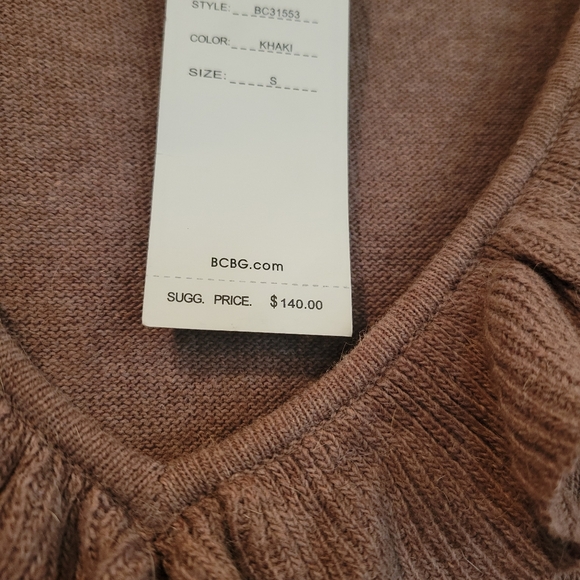 STYLE: BC31553
COLOR: KHAKI
SIZE: S
BCBG.com
SUGG. PRICE. $140.00